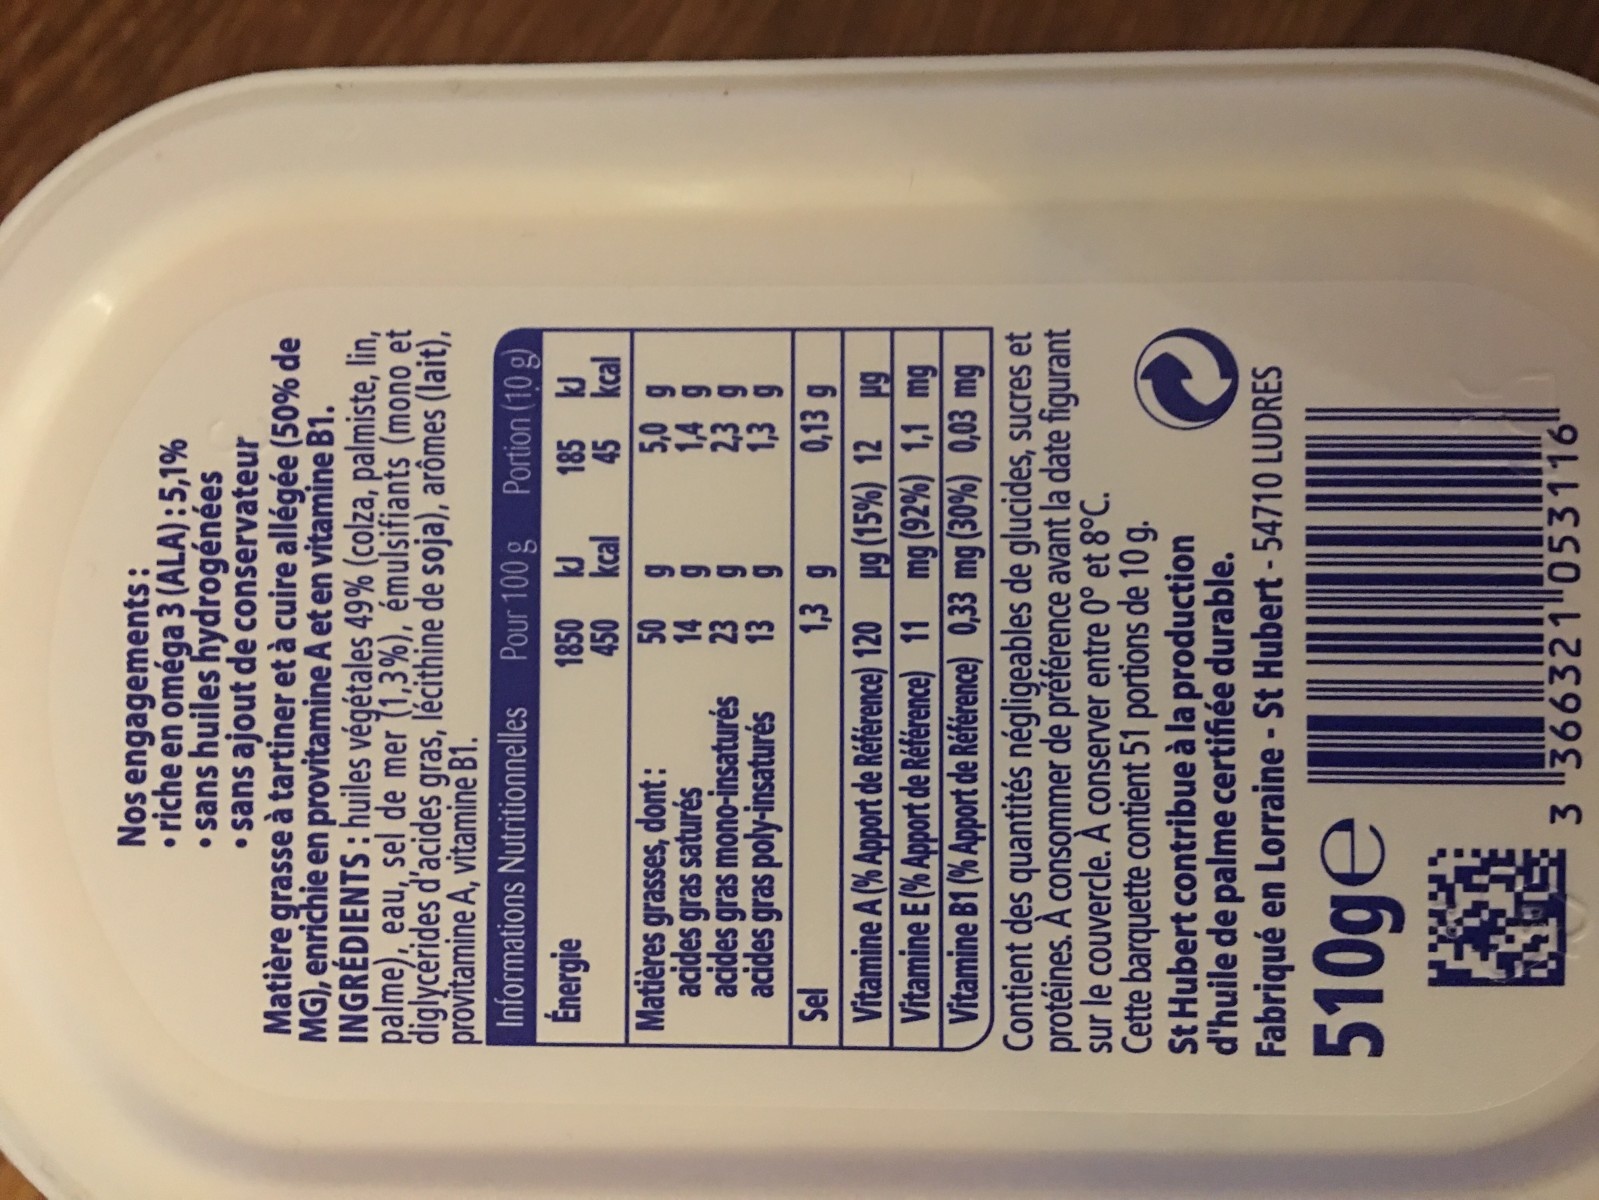 Nos engagements :
• riche en oméga 3 (ALA) : 5,1%
• sans huiles hydrogénées
• sans ajout de conservateur
Matière grasse à tartiner et à cuire allégée (50% de
MG), enrichie en provitamine A et en vitamine B1.
INGRÉDIENTS : huiles végétales 49% (colza, palmiste, lin,
palme), eau, sel de mer (1,3%), émulsifiants (mono et
diglycérides d'acides gras, lécithine de soja), arômes (lait),
provitamine A, vitamine B1.
Informations Nutritionnelles Pour 100 g Portion (10 g)
Énergie 1850 kJ 185 kJ
450 kcal 45 kcal
Matières grasses, dont : 50 g 5,0 g
acides gras saturés 14 g 1,4 g
acides gras mono-insaturés 23 g 2,3 g
acides gras poly-insaturés 13 g 1,3 g
Sel 1,3 g 0,13 g
Vitamine A (% Apport de Référence) 120 µg (15%) 12 µg
Vitamine E (% Apport de Référence) 11 mg (92%) 1,1 mg
Vitamine B1 (% Apport de Référence) 0,33 mg (30%) 0,03 mg
Contient des quantités négligeables de glucides, sucres et
protéines. À consommer de préférence avant la date figurant
sur le couvercle. À conserver entre 0° et 8°C.
Cette barquette contient 51 portions de 10 g.
St Hubert contribue à la production
d'huile de palme certifiée durable.
Fabriqué en Lorraine - St Hubert - 54710 LUDRES
510g e
3 366321 053116